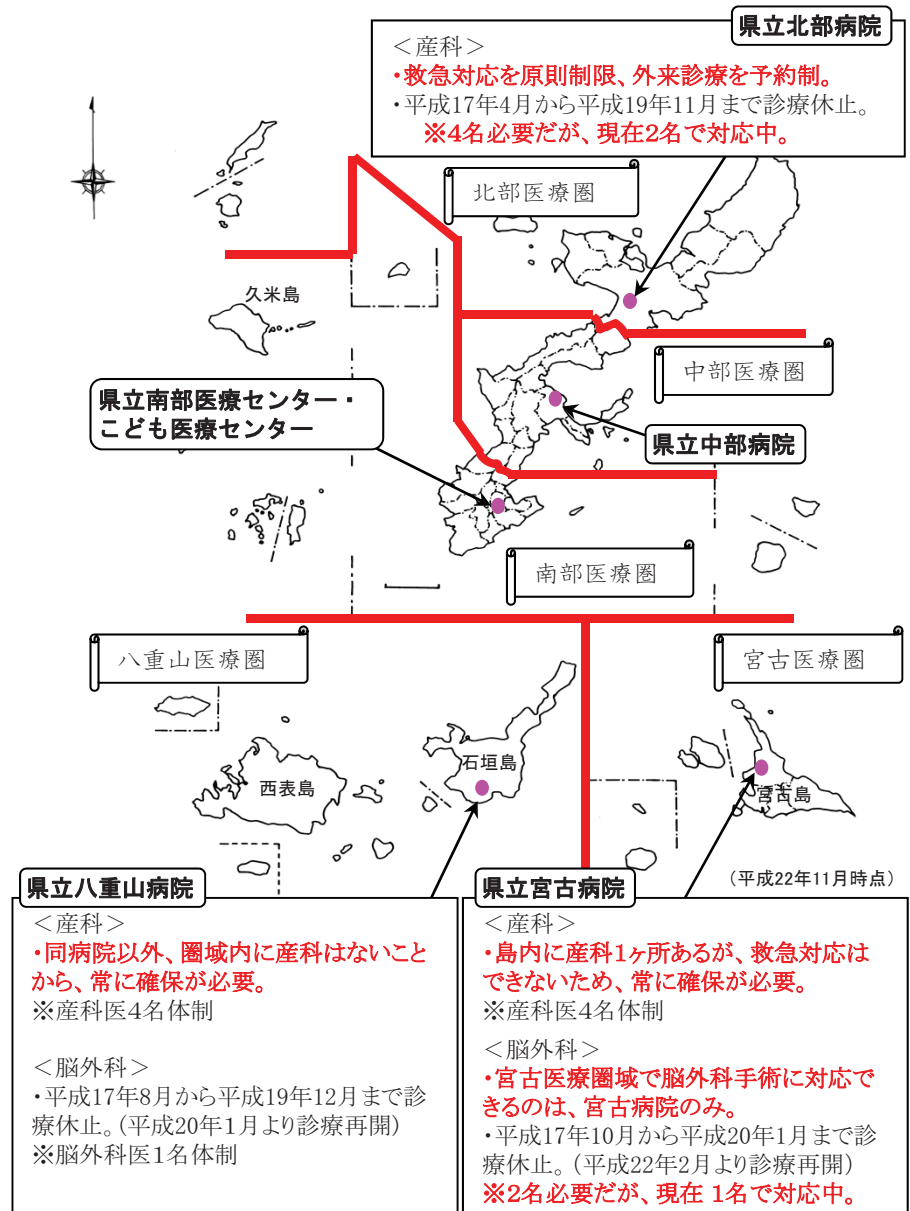 県立北部病院
＜産科＞
・救急対応を原則制限、外来診療を予約制。
・平成17年4月から平成19年11月まで診療休止。
※4名必要だが、現在2名で対応中。
北部医療圏
久米島
中部医療圏
県立南部医療センター・
こども医療センター
県立中部病院
南部医療圏
八重山医療圏
宮古医療圏
石垣島
西表島
宮古島
（平成22年11月時点）
県立八重山病院
＜産科＞
・同病院以外、圏域内に産科はないこと
から、常に確保が必要。
※産科医4名体制
＜脳外科＞
・平成17年8月から平成19年12月まで診
療休止。（平成20年1月より診療再開）
※脳外科医1名体制
県立宮古病院
＜産科＞
・島内に産科1ヶ所あるが、救急対応は
できないため、常に確保が必要。
※産科医4名体制
＜脳外科＞
・宮古医療圏域で脳外科手術に対応で
きるのは、宮古病院のみ。
・平成17年10月から平成20年1月まで診
療休止。（平成22年2月より診療再開）
※2名必要だが、現在 1名で対応中。